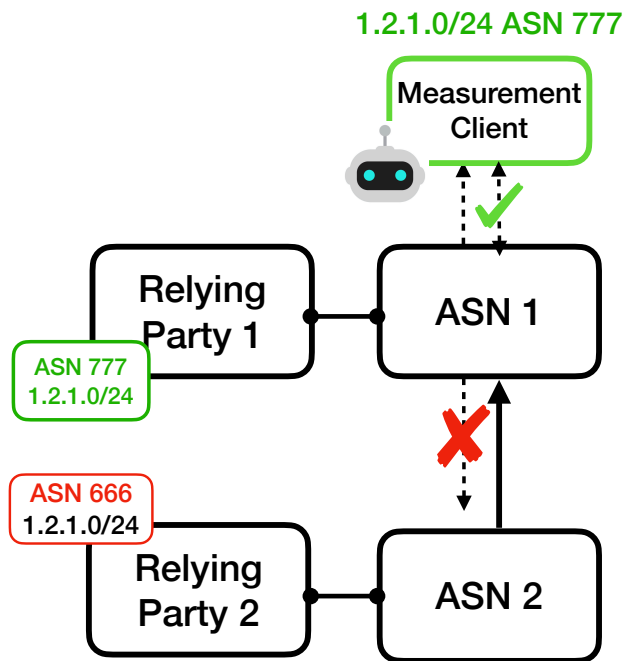 1.2.1.0/24 ASN 777
Measurement
Client
Relying
Party 1
ASN 1
ASN 777
1.2.1.0/24
ASN 666
1.2.1.0/24
Relying
Party 2
ASN 2